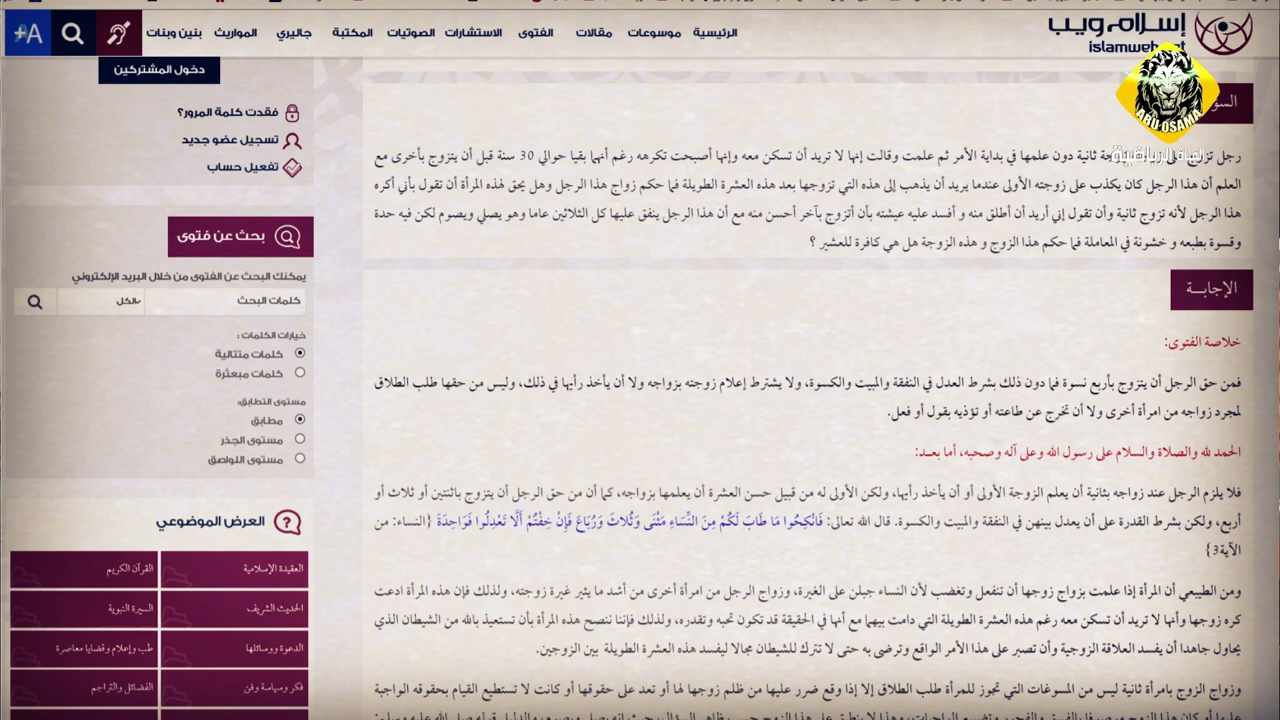 إسلام ويب
islamweb
الرئيسية موسوعات مقالات الفتوى الاستشارات الصوتيات المكتبة جاليري المواريث بنين وبنات
A+
ABU OSAMA
دخول المشتركين
فقدت كلمة المرور؟
تسجيل عضو جديد
تفعيل حساب
بحث عن فتوى
يمكنك البحث عن الفتوى من خلال البريد الإلكتروني
كلمات البحث
الكل
خيارات الكلمات :
كلمات متتالية
كلمات مبعثرة
مستوى التطابق:
مطابق
مستوى الجذر
مستوى اللواصق
العرض الموضوعي
العقيدة الإسلامية
القرآن الكريم
الحديث الشريف
السيرة النبوية
الدعوة ووسائلها
طب وإعلام وقضايا معاصرة
فكر وسياسة وفن
الفضائل والتراجم
رجل ثانية دون علمها في بداية الأمر ثم علمت وقالت إنها لا تريد أن تسكن معه وإنها أصبحت تكرهه رغم أنهما بقيا حوالي 30 سنة قبل أن يتزوج بأخرى مع
العلم أن هذا الرجل كان يكذب على زوجته الأولى عندما يريد أن يذهب إلى هذه التي تزوجها بعد هذه العشرة الطويلة فما حكم زواج هذا الرجل وهل يحق لهذه المرأة أن تقول بأني أكره
هذا الرجل لأنه تزوج ثانية وأن تقول إني أريد أن أطلق منه و أفسد عليه عيشته بأن أتزوج بآخر أحسن منه مع أن هذا الرجل ينفق عليها كل الثلاثين عاما وهو يصلي ويصوم لكن فيه حدة
وقسوة بطبعه و خشونة في المعاملة فما حكم هذا الزوج و هذه الزوجة هل هي كافرة للعشير ؟
الإجابــة
خلاصة الفتوى:
فمن حق الرجل أن يتزوج بأربع نسوة فما دون ذلك بشرط العدل في النفقة والمبيت والكسوة، ولا يشترط إعلام زوجته بزواجه ولا أن يأخذ رأيها في ذلك، وليس من حقها طلب الطلاق
لمجرد زواجه من امرأة أخرى ولا أن تخرج عن طاعته أو تؤذيه بقول أو فعل.
الحمد لله والصلاة والسلام على رسول الله وعلى آله وصحبه، أما بعـد:
فلا يلزم الرجل عند زواجه بثانية أن يعلم الزوجة الأولى أو أن يأخذ رأيها، ولكن الأولى له من قبيل حسن العشرة أن يعلمها بزواجه، كما أن من حق الرجل أن يتزوج باثنتين أو ثلاث أو
أربع، ولكن بشرط القدرة على أن يعدل بينهن في النفقة والمبيت والكسوة. قال الله تعالى: فَانْكِحُوا مَا طَابَ لَكُمْ مِنَ النِّسَاءِ مَثْنَى وَثُلَاثَ وَرُبَاعَ فَإِنْ خِفْتُمْ أَلَّا تَعْدِلُوا فَوَاحِدَةً {النساء: من
الآية3}
ومن الطبيعي أن المرأة إذا علمت بزواج زوجها أن تنفعل وتغضب لأن النساء جبلن على الغيرة، وزواج الرجل من امرأة أخرى من أشد ما يثير غيرة زوجته، ولذلك فإن هذه المرأة ادعت
كره زوجها وأنها لا تريد أن تسكن معه رغم هذه العشرة الطويلة التي دامت بينهما مع أنها في الحقيقة قد تكون تحبه وتقدره، ولذلك فإننا ننصح هذه المرأة بأن تستعيذ بالله من الشيطان الذي
يحاول جاهدا أن يفسد العلاقة الزوجية وأن تصبر على هذا الأمر الواقع وترضى به حتى لا تترك للشيطان مجالا ليفسد هذه العشرة الطويلة بين الزوجين.
وزواج الزوج بامرأة ثانية ليس من المسوغات التي تجوز للمرأة طلب الطلاق إلا إذا وقع ضرر عليها من ظلم زوجها لها أو تعد على حقوقها أو كانت لا تستطيع القيام بحقوقه الواجبة